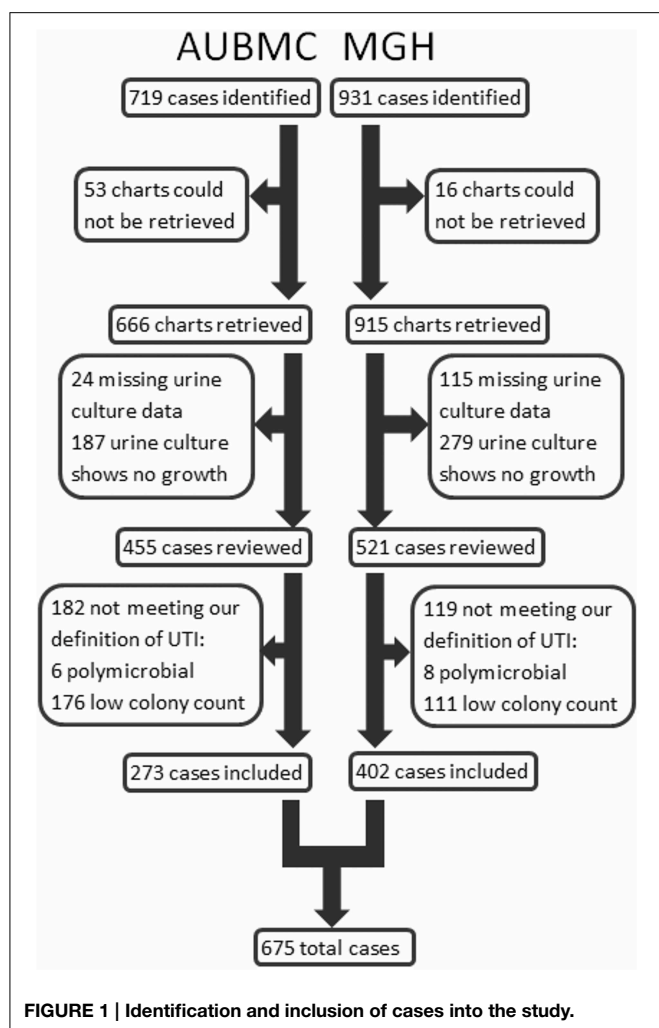 AUBMC MGH
719 cases identified
931 cases identified
53 charts could
not be retrieved
16 charts could
not be retrieved
666 charts retrieved
915 charts retrieved
24 missing urine
culture data
187 urine culture
shows no growth
115 missing urine
culture data
279 urine culture
shows no growth
455 cases reviewed
521 cases reviewed
182 not meeting our
definition of UTI:
6 polymicrobial
176 low colony count
119 not meeting our
definition of UTI:
8 polymicrobial
111 low colony count
273 cases included
402 cases included
675 total cases
FIGURE 1 | Identification and inclusion of cases into the study.